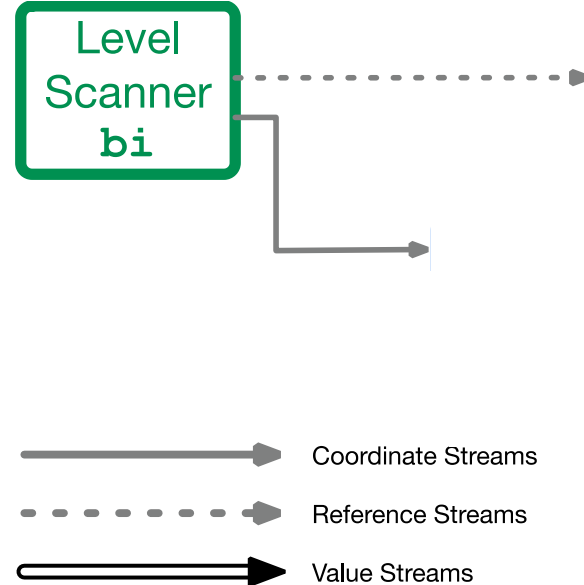 Level
Scanner
bi
Coordinate Streams
Reference Streams
Value Streams